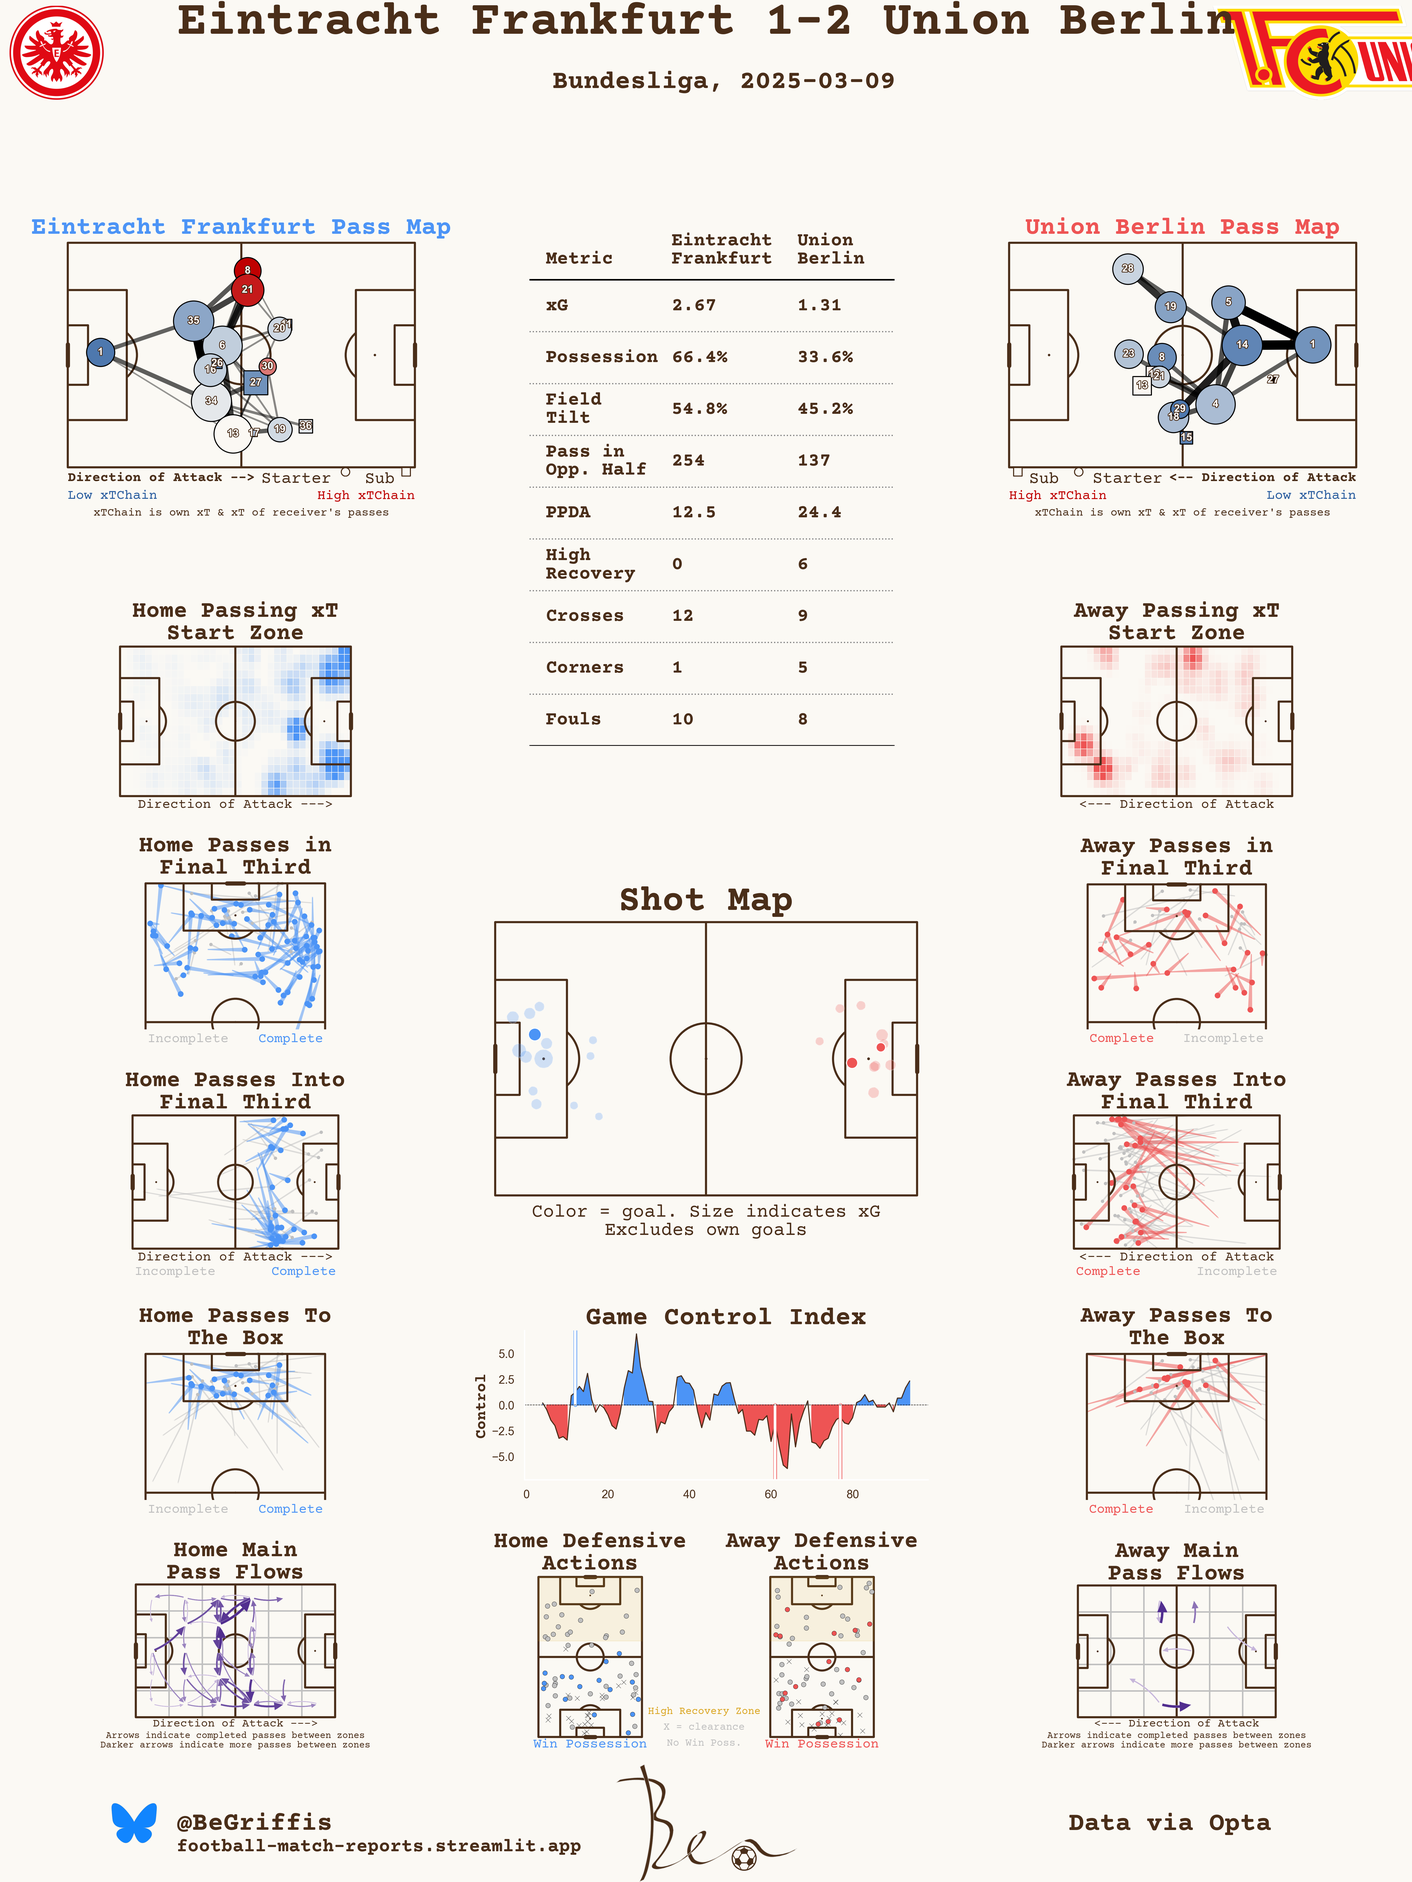 Eintracht Frankfurt 1-2 Union Berlin
Bundesliga, 2025-03-09
FC UNI
Eintracht Frankfurt Pass Map
1
8
21
35
6
20
16
26
30
27
34
13
17
19
36
Direction of Attack --> Starter Sub
Low xTChain High xTChain
xTChain is own xT & xT of receiver's passes
Metric Eintracht Frankfurt Union Berlin
xG 2.67 1.31
Possession 66.4% 33.6%
Field Tilt 54.8% 45.2%
Pass in Opp. Half 254 137
PPDA 12.5 24.4
High Recovery 0 6
Crosses 12 9
Corners 1 5
Fouls 10 8
Union Berlin Pass Map
28
19
5
14
1
23
8
21
13
27
4
29
18
15
Sub Starter <-- Direction of Attack
High xTChain Low xTChain
xTChain is own xT & xT of receiver's passes
Home Passing xT
Start Zone
Direction of Attack --->
Away Passing xT
Start Zone
<--- Direction of Attack
Home Passes in
Final Third
Incomplete Complete
Away Passes in
Final Third
Complete Incomplete
Shot Map
Color = goal. Size indicates xG
Excludes own goals
Home Passes Into
Final Third
Direction of Attack --->
Incomplete Complete
Away Passes Into
Final Third
<--- Direction of Attack
Complete Incomplete
Home Passes To
The Box
Incomplete Complete
Game Control Index
Control
5.0
2.5
0.0
−2.5
−5.0
0 20 40 60 80
Away Passes To
The Box
Complete Incomplete
Home Main
Pass Flows
Direction of Attack --->
Arrows indicate completed passes between zones
Darker arrows indicate more passes between zones
Home Defensive
Actions
Win Possession
High Recovery Zone
X = clearance
No Win Poss.
Away Defensive
Actions
Win Possession
Away Main
Pass Flows
<--- Direction of Attack
Arrows indicate completed passes between zones
Darker arrows indicate more passes between zones
@BeGriffis
football-match-reports.streamlit.app
Ben
Data via Opta